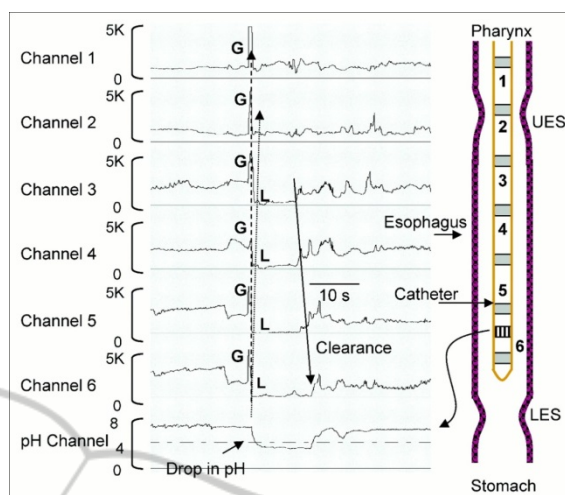 5K
Channel 1
0
G
5K
Channel 2
0
G
5K
Channel 3
0
G
L
5K
Channel 4
0
G
L
10 s
5K
Channel 5
0
G
L
Clearance
5K
Channel 6
0
G
L
8
pH Channel
4
0
Drop in pH
Pharynx
1
2
UES
3
Esophagus
4
5
Catheter
6
LES
Stomach